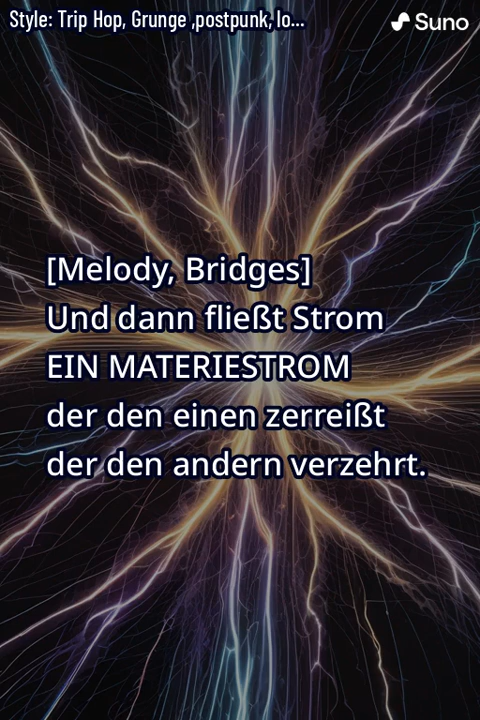 Style: Trip Hop, Grunge ,postpunk, lo...
Suno
[Melody, Bridges]
Und dann fließt Strom
EIN MATERIESTROM
der den einen zerreißt
der den andern verzehrt.